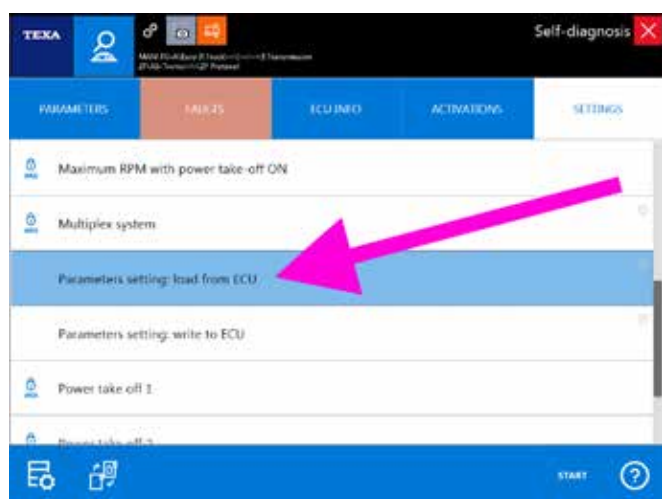 TEXA
Self-diagnosis
PARAMETERS
FAULTS
ECU INFO
ACTIVATIONS
SETTINGS
Maximum RPM with power take-off ON
Multiplex system
Parameters setting: load from ECU
Parameters setting: write to ECU
Power take off 1
START